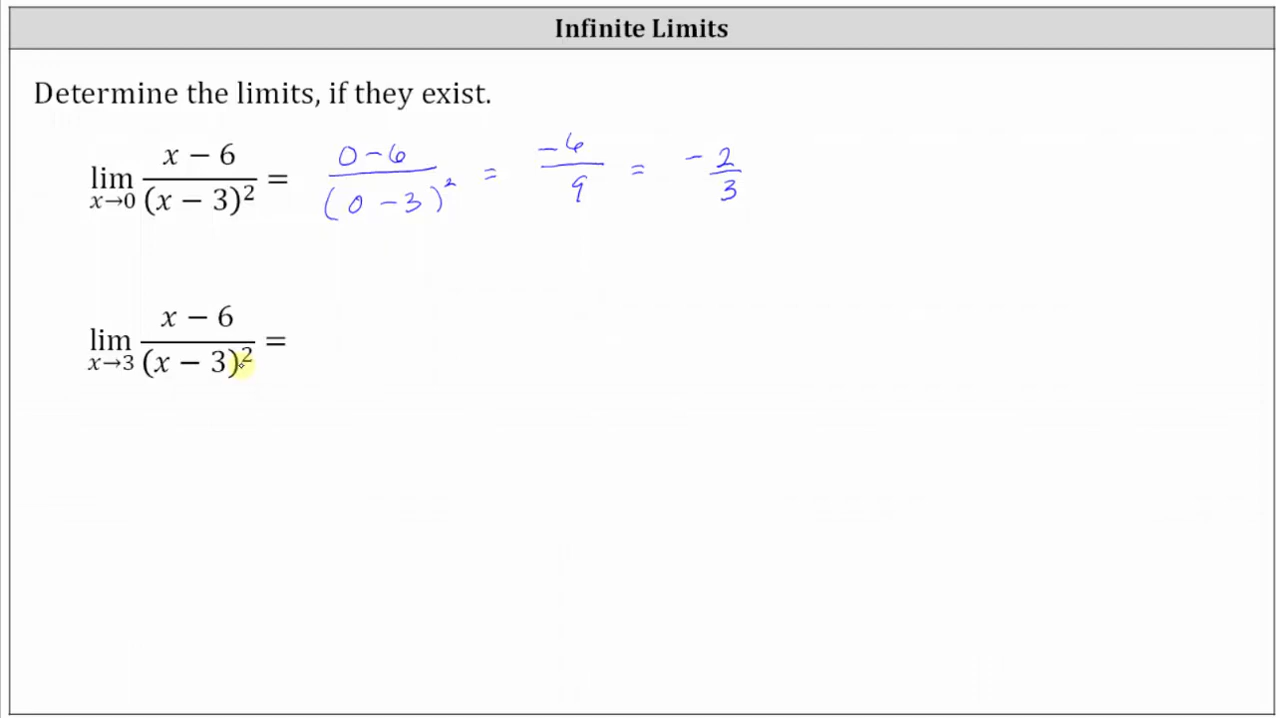 Infinite Limits
Determine the limits, if they exist.
lim x→0 (x − 6)/(x − 3)² = (0 − 6)/(0 − 3)² = −6/9 = −2/3
lim x→3 (x − 6)/(x − 3)² =